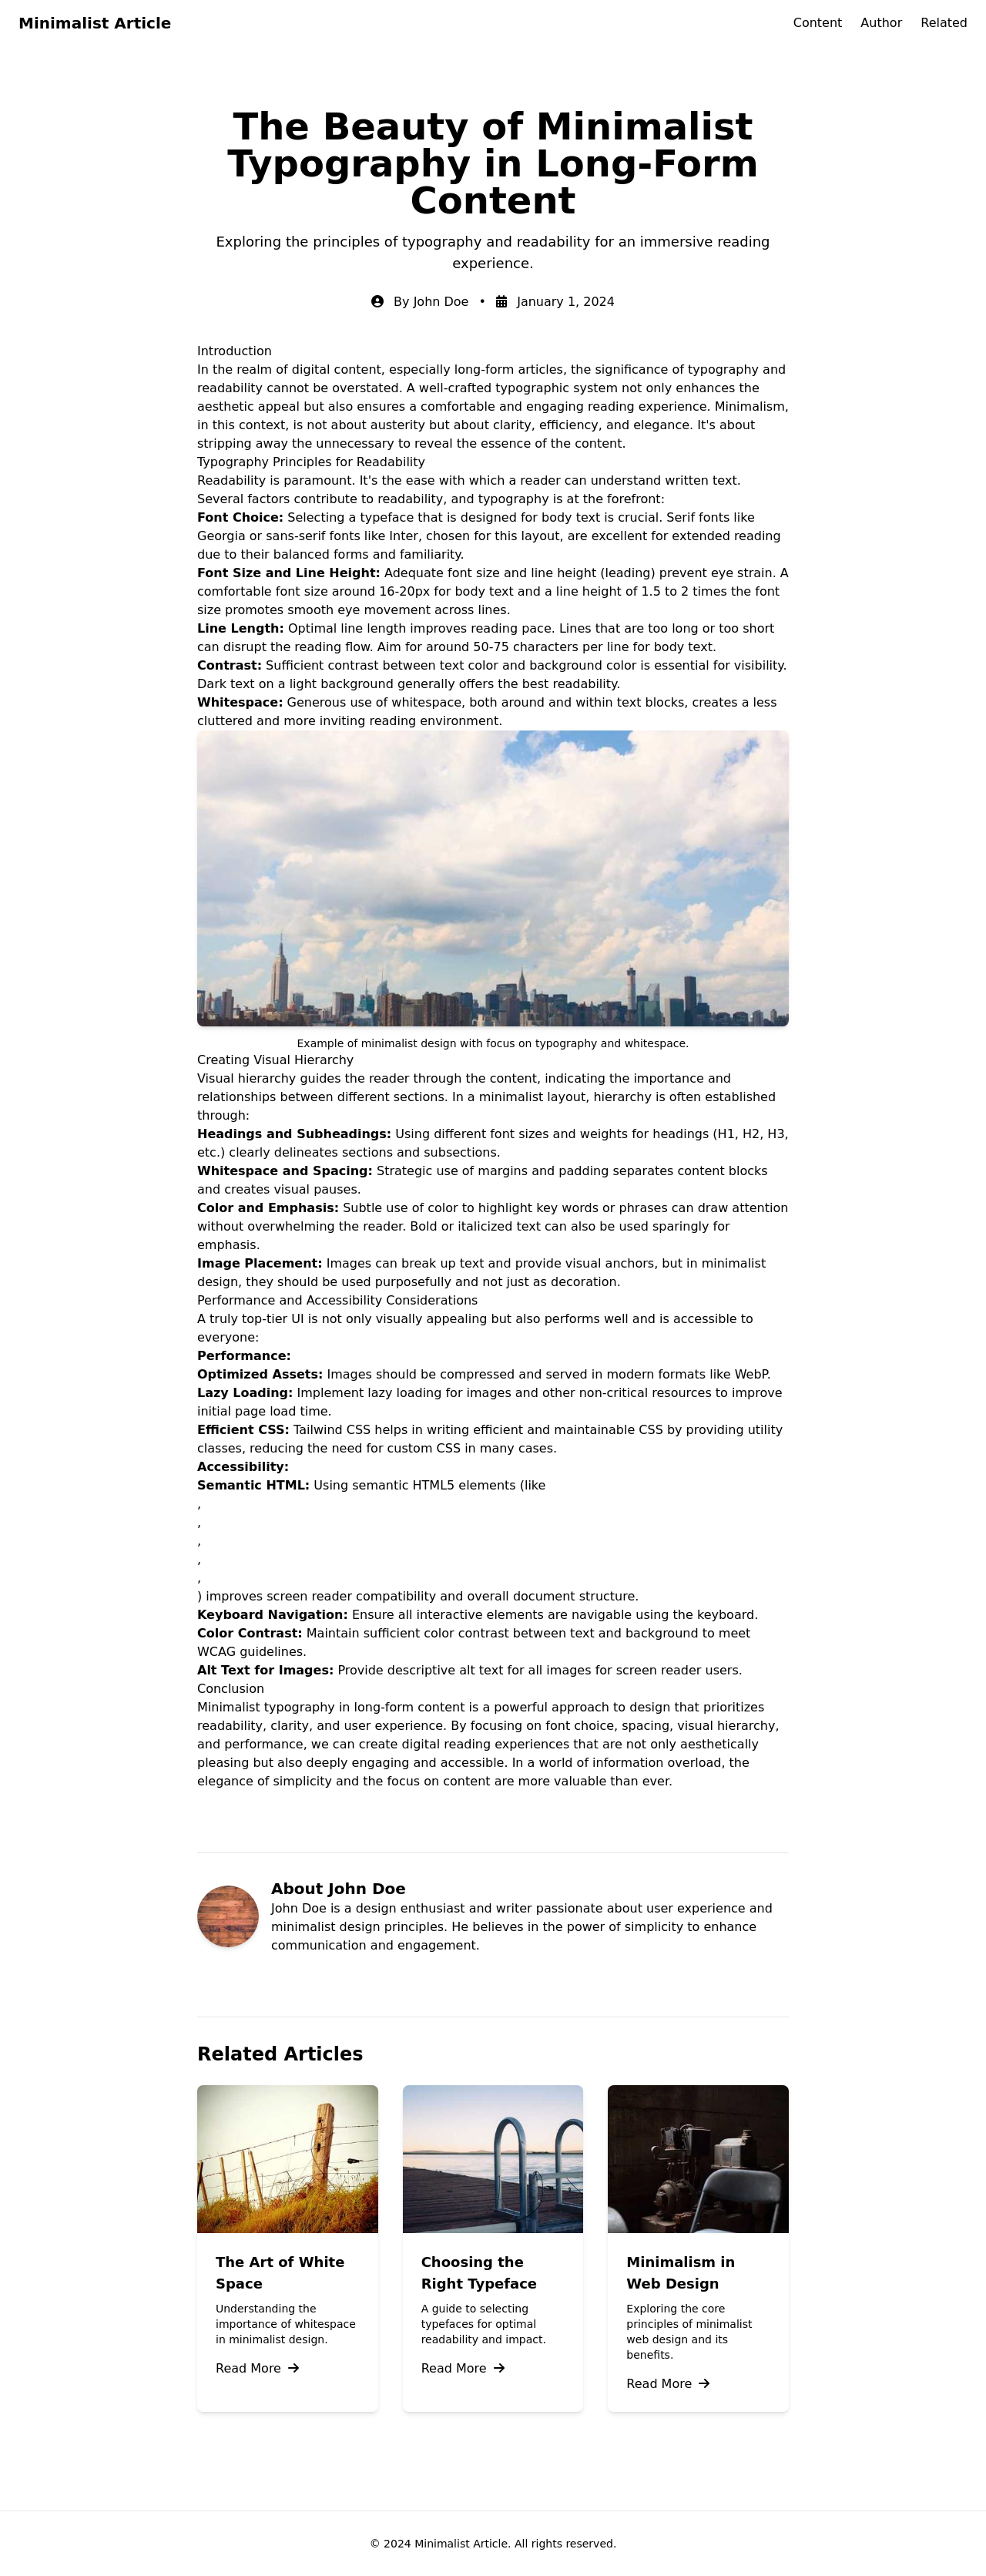 Minimalist Article
Content Author Related
The Beauty of Minimalist
Typography in Long-Form
Content
Exploring the principles of typography and readability for an immersive reading
experience.
By John Doe • January 1, 2024
Introduction
In the realm of digital content, especially long-form articles, the significance of typography and
readability cannot be overstated. A well-crafted typographic system not only enhances the
aesthetic appeal but also ensures a comfortable and engaging reading experience. Minimalism,
in this context, is not about austerity but about clarity, efficiency, and elegance. It's about
stripping away the unnecessary to reveal the essence of the content.
Typography Principles for Readability
Readability is paramount. It's the ease with which a reader can understand written text.
Several factors contribute to readability, and typography is at the forefront:
Font Choice: Selecting a typeface that is designed for body text is crucial. Serif fonts like
Georgia or sans-serif fonts like Inter, chosen for this layout, are excellent for extended reading
due to their balanced forms and familiarity.
Font Size and Line Height: Adequate font size and line height (leading) prevent eye strain. A
comfortable font size around 16-20px for body text and a line height of 1.5 to 2 times the font
size promotes smooth eye movement across lines.
Line Length: Optimal line length improves reading pace. Lines that are too long or too short
can disrupt the reading flow. Aim for around 50-75 characters per line for body text.
Contrast: Sufficient contrast between text color and background color is essential for visibility.
Dark text on a light background generally offers the best readability.
Whitespace: Generous use of whitespace, both around and within text blocks, creates a less
cluttered and more inviting reading environment.
Example of minimalist design with focus on typography and whitespace.
Creating Visual Hierarchy
Visual hierarchy guides the reader through the content, indicating the importance and
relationships between different sections. In a minimalist layout, hierarchy is often established
through:
Headings and Subheadings: Using different font sizes and weights for headings (H1, H2, H3,
etc.) clearly delineates sections and subsections.
Whitespace and Spacing: Strategic use of margins and padding separates content blocks
and creates visual pauses.
Color and Emphasis: Subtle use of color to highlight key words or phrases can draw attention
without overwhelming the reader. Bold or italicized text can also be used sparingly for
emphasis.
Image Placement: Images can break up text and provide visual anchors, but in minimalist
design, they should be used purposefully and not just as decoration.
Performance and Accessibility Considerations
A truly top-tier UI is not only visually appealing but also performs well and is accessible to
everyone:
Performance:
Optimized Assets: Images should be compressed and served in modern formats like WebP.
Lazy Loading: Implement lazy loading for images and other non-critical resources to improve
initial page load time.
Efficient CSS: Tailwind CSS helps in writing efficient and maintainable CSS by providing utility
classes, reducing the need for custom CSS in many cases.
Accessibility:
Semantic HTML: Using semantic HTML5 elements (like
,
,
,
,
,
) improves screen reader compatibility and overall document structure.
Keyboard Navigation: Ensure all interactive elements are navigable using the keyboard.
Color Contrast: Maintain sufficient color contrast between text and background to meet
WCAG guidelines.
Alt Text for Images: Provide descriptive alt text for all images for screen reader users.
Conclusion
Minimalist typography in long-form content is a powerful approach to design that prioritizes
readability, clarity, and user experience. By focusing on font choice, spacing, visual hierarchy,
and performance, we can create digital reading experiences that are not only aesthetically
pleasing but also deeply engaging and accessible. In a world of information overload, the
elegance of simplicity and the focus on content are more valuable than ever.
About John Doe
John Doe is a design enthusiast and writer passionate about user experience and
minimalist design principles. He believes in the power of simplicity to enhance
communication and engagement.
Related Articles
The Art of White
Space
Understanding the
importance of whitespace
in minimalist design.
Read More
Choosing the
Right Typeface
A guide to selecting
typefaces for optimal
readability and impact.
Read More
Minimalism in
Web Design
Exploring the core
principles of minimalist
web design and its
benefits.
Read More
© 2024 Minimalist Article. All rights reserved.